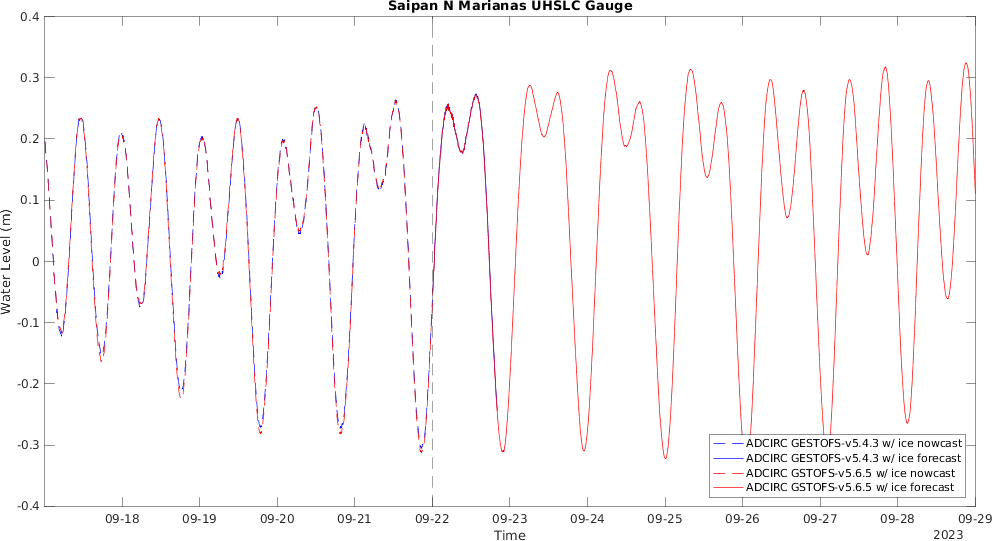 Saipan N Marianas UHSLC Gauge
0.4
0.3
0.2
0.1
0
-0.1
-0.2
-0.3
-0.4
Water Level (m)
ADCIRC GESTOFS-v5.4.3 w/ ice nowcast
ADCIRC GESTOFS-v5.4.3 w/ ice forecast
ADCIRC GSTOFS-v5.6.5 w/ ice nowcast
ADCIRC GSTOFS-v5.6.5 w/ ice forecast
09-18 09-19 09-20 09-21 09-22 09-23 09-24 09-25 09-26 09-27 09-28 09-29
Time
2023